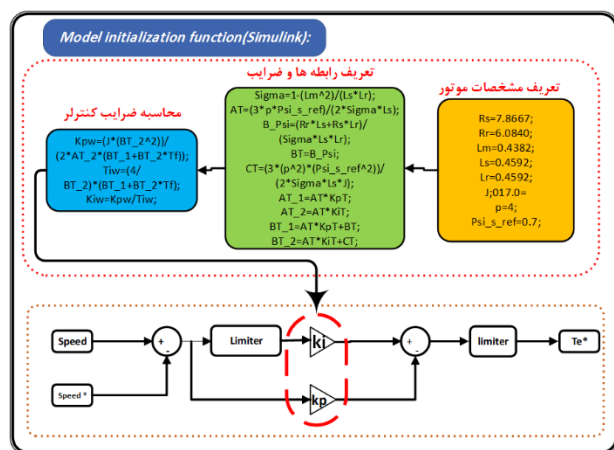 Model initialization function(Simulink):
تعریف رابطه ها و ضرایب
تعریف مشخصات موتور
محاسبه ضرایب کنترلر
Kpw=(J*(BT_2^2))/
(2*AT_2*(BT_1+BT_2*Tf));
Tiw=(4/
BT_2)*(BT_1+BT_2*Tf);
Kiw=Kpw/Tiw;
Sigma=1-(Lm^2)/(Ls*Lr);
AT=(3*p*Psi_s_ref)/(2*Sigma*Ls);
B_Psi=(Rr*Ls+Rs*Lr)/
(Sigma*Ls*Lr);
BT=B_Psi;
CT=(3*(p^2)*(Psi_s_ref^2))/
(2*Sigma*Ls*J);
AT_1=AT*KpT;
AT_2=AT*KiT;
BT_1=AT*KpT+BT;
BT_2=AT*KiT+CT;
Rs=7.8667;
Rr=6.0840;
Lm=0.4382;
Ls=0.4592;
Lr=0.4592;
J;017.0=
p=4;
Psi_s_ref=0.7;
Speed
+
-
Limiter
ki
+
-
limiter
Te*
Speed *
kp